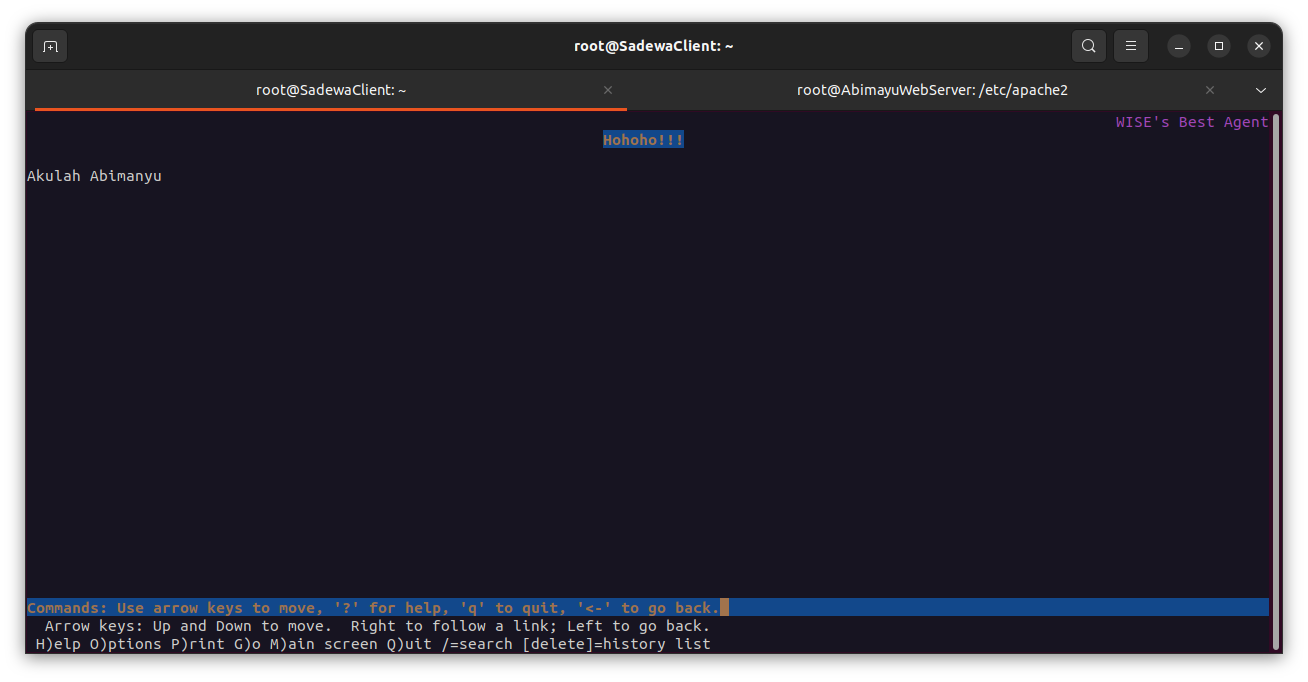 root@SadewaClient: ~
root@SadewaClient: ~ root@AbimayuWebServer: /etc/apache2
WISE's Best Agent
Hohoho!!!
Akulah Abimanyu
Commands: Use arrow keys to move, '?' for help, 'q' to quit, '<-' to go back.
Arrow keys: Up and Down to move.  Right to follow a link; Left to go back.
H)elp O)ptions P)rint G)o M)ain screen Q)uit /=search [delete]=history list